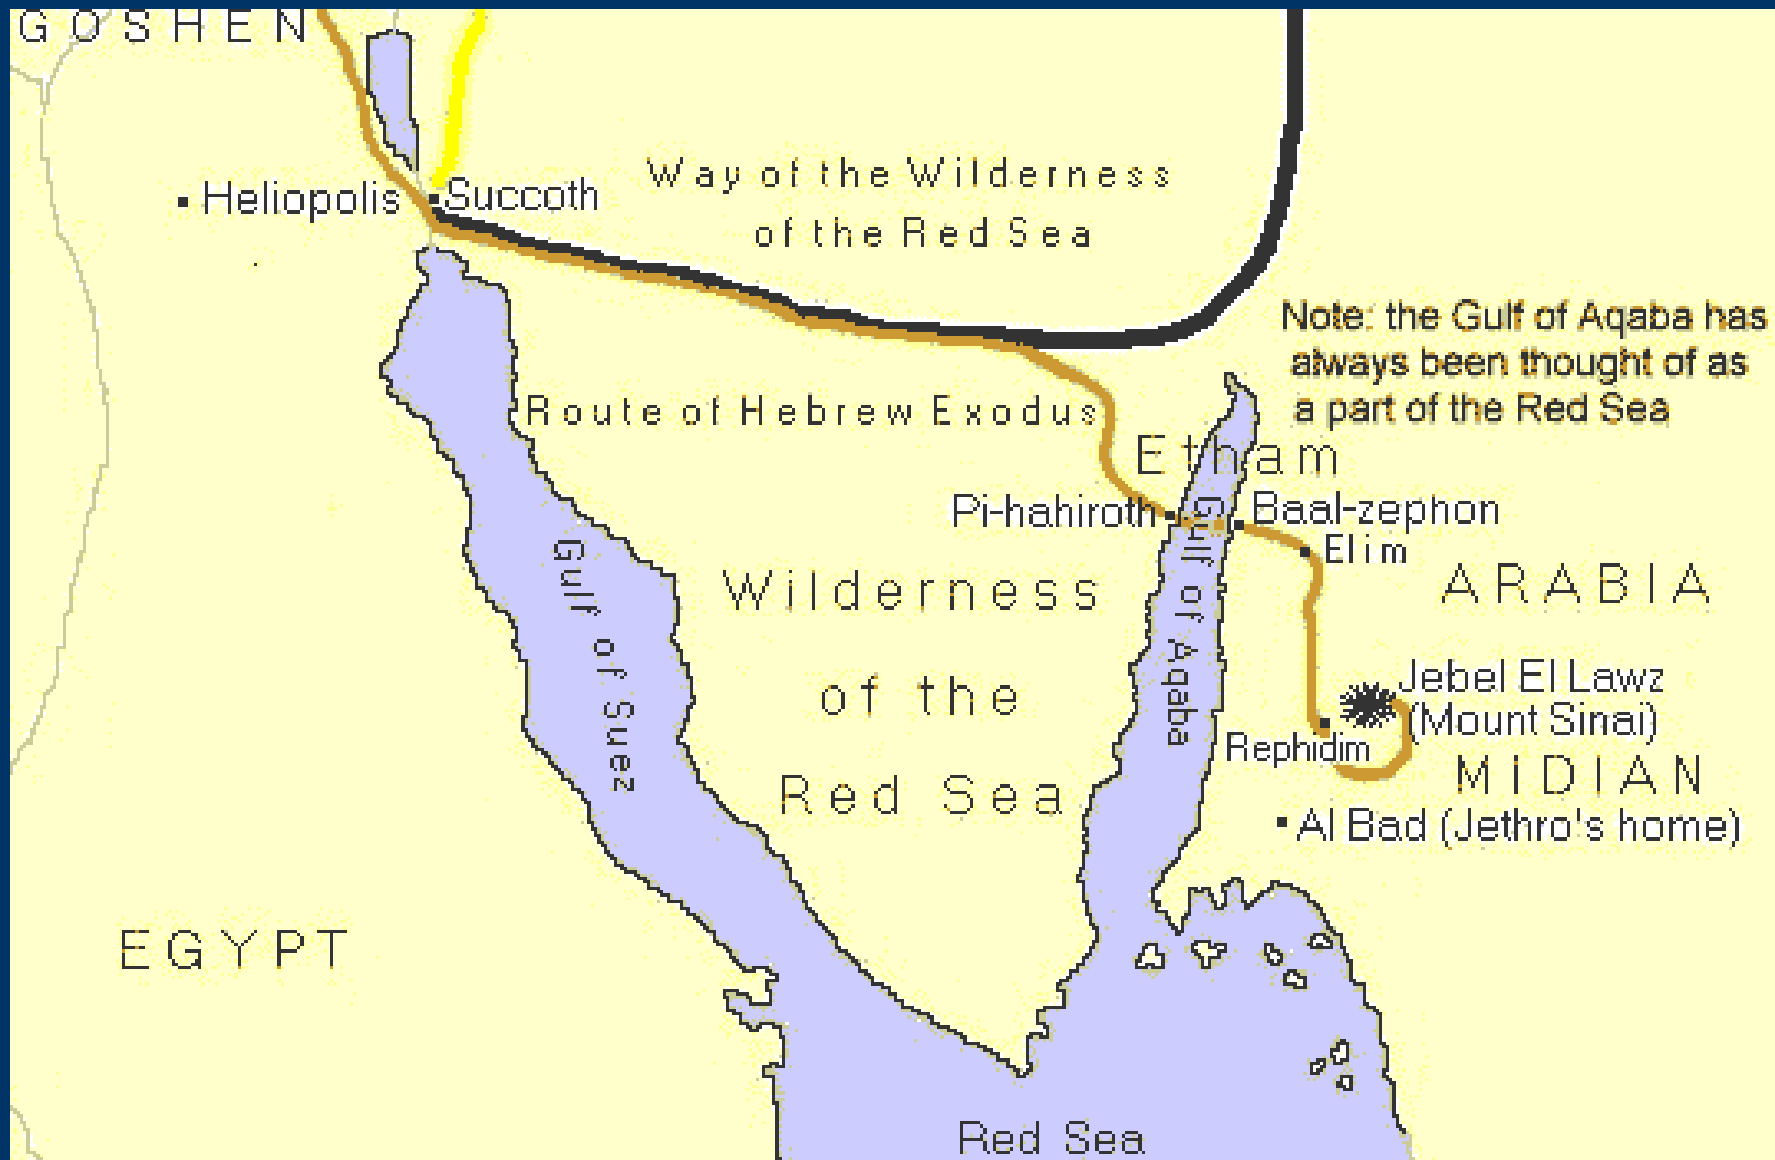 GOSHEN
Way of the Wilderness
of the Red Sea
Heliopolis
Succoth
Note: the Gulf of Aqaba has
always been thought of as
a part of the Red Sea
Route of Hebrew Exodus
Etham
Pi-hahiroth
Baal-zephon
Elim
Gulf of Suez
Gulf of Aqaba
Wilderness
of the
Red Sea
ARABIA
Jebel El Lawz
(Mount Sinai)
Rephidim
MIDIAN
Al Bad (Jethro's home)
EGYPT
Red Sea